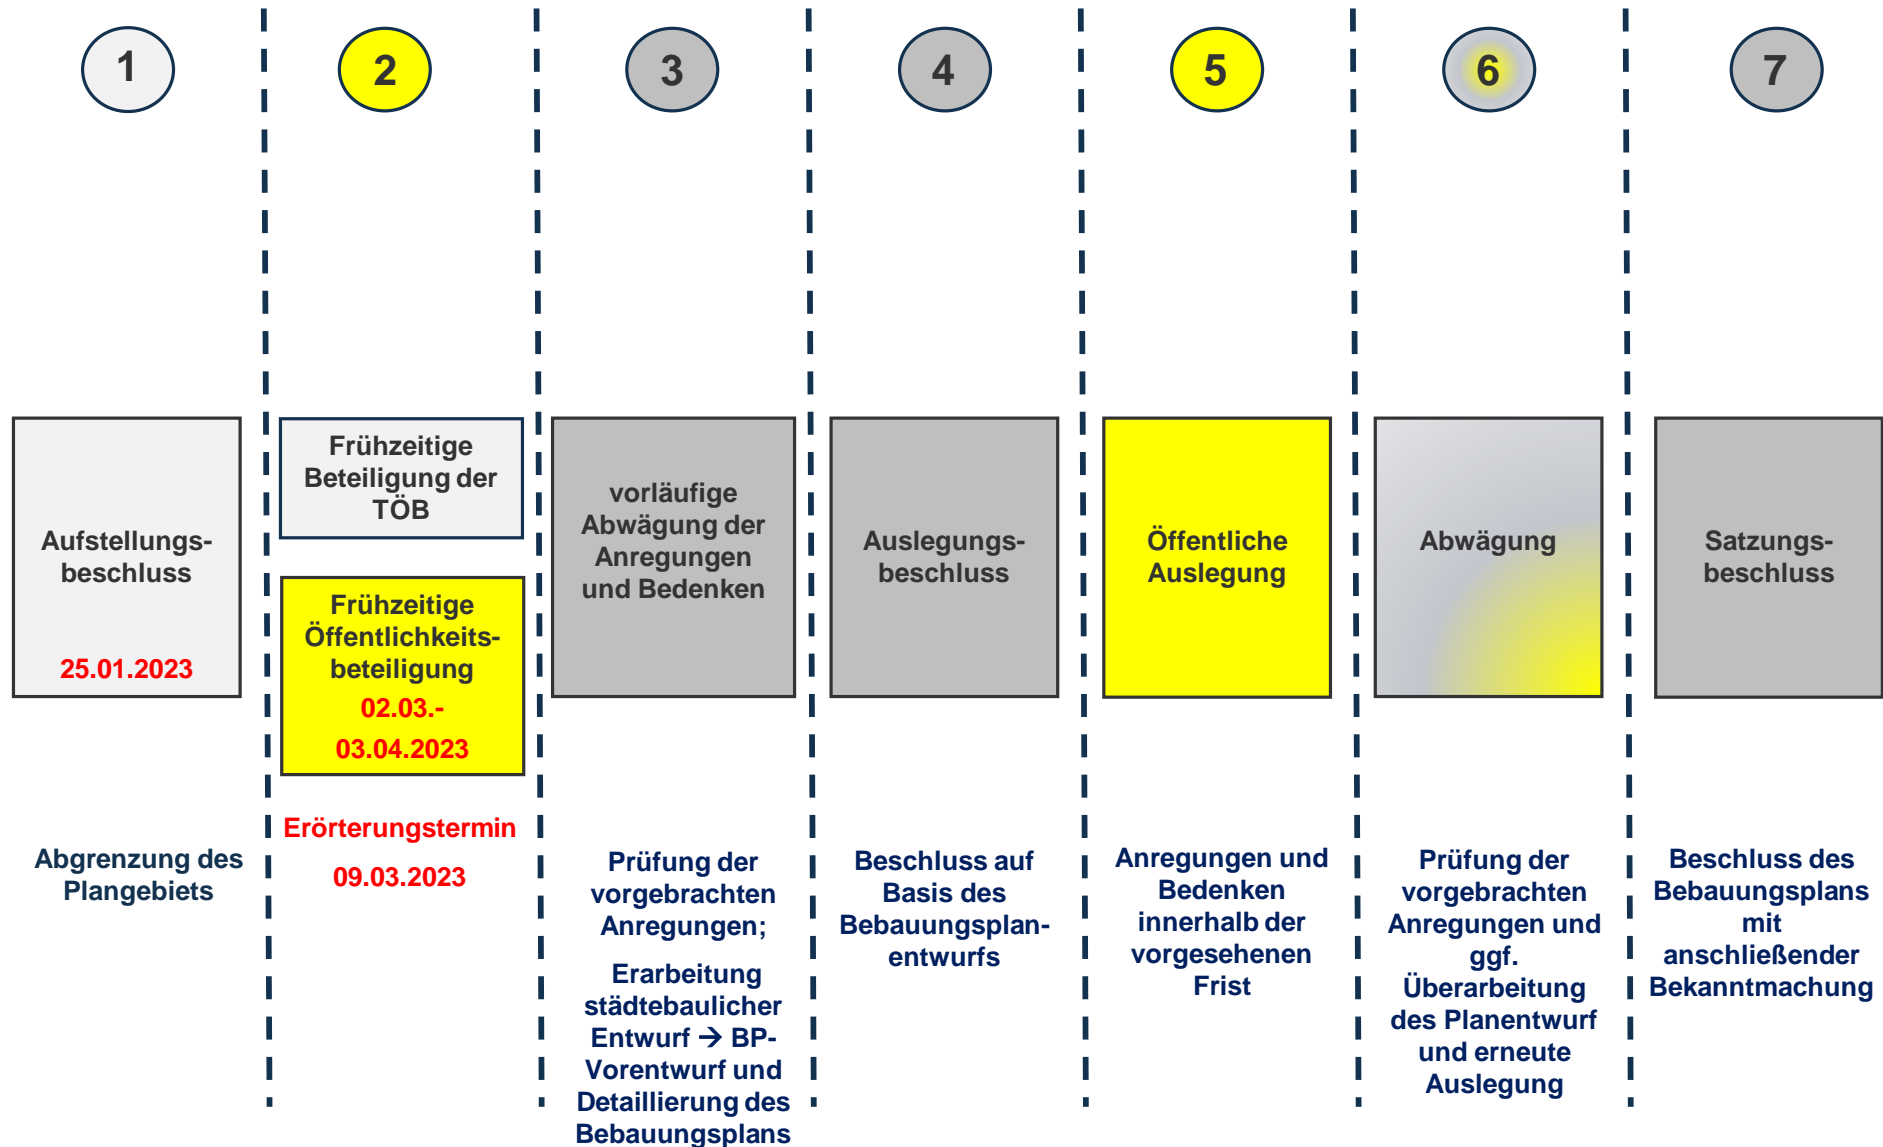 1
2
3
4
5
6
7
Aufstellungs-
beschluss
25.01.2023
Abgrenzung des
Plangebiets
Frühzeitige
Beteiligung der
TÖB
Frühzeitige
Öffentlichkeits-
beteiligung
02.03.-
03.04.2023
Erörterungstermin
09.03.2023
vorläufige
Abwägung der
Anregungen
und Bedenken
Prüfung der
vorgebrachten
Anregungen;
Erarbeitung
städtebaulicher
Entwurf → BP-
Vorentwurf und
Detaillierung des
Bebauungsplans
Auslegungs-
beschluss
Beschluss auf
Basis des
Bebauungsplan-
entwurfs
Öffentliche
Auslegung
Anregungen und
Bedenken
innerhalb der
vorgesehenen
Frist
Abwägung
Prüfung der
vorgebrachten
Anregungen und
ggf.
Überarbeitung
des Planentwurf
und erneute
Auslegung
Satzungs-
beschluss
Beschluss des
Bebauungsplans
mit
anschließender
Bekanntmachung